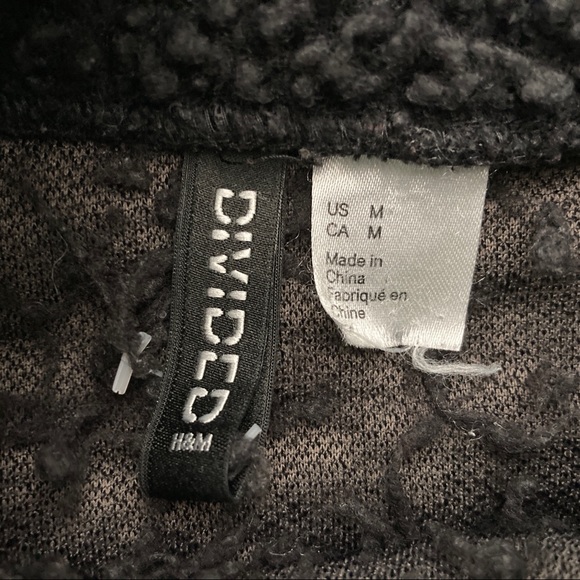 DIVIDED
H&M
US M
CA M
Made in
China
Fabriqué en
Chine